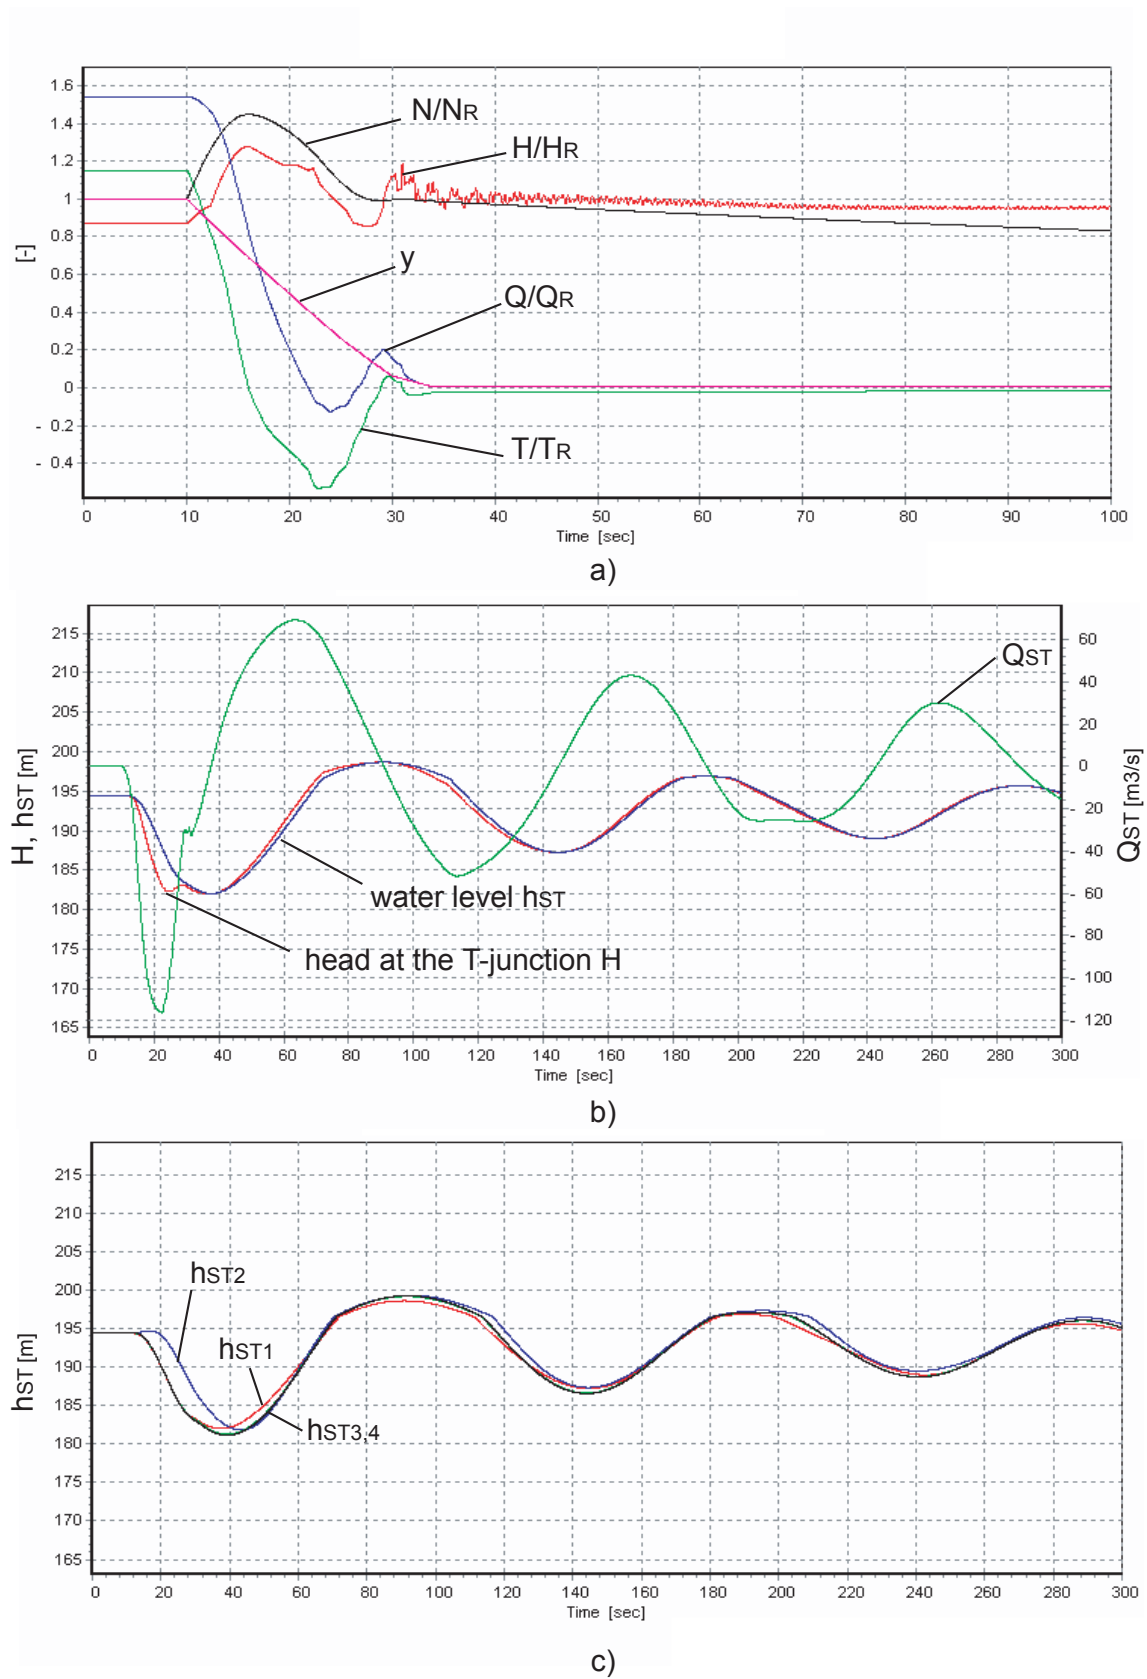 1.6
1.4
1.2
1
0.8
0.6
0.4
0.2
0
- 0.2
- 0.4
[-]
N/NR
H/HR
y
Q/QR
T/TR
0 10 20 30 40 50 60 70 80 90 100
Time [sec]
a)
215
210
205
200
195
190
185
180
175
170
165
H, hST [m]
60
40
20
0
- 20
- 40
- 60
- 80
- 100
- 120
QST [m3/s]
QST
water level hST
head at the T-junction H
0 20 40 60 80 100 120 140 160 180 200 220 240 260 280 300
Time [sec]
b)
215
210
205
200
195
190
185
180
175
170
165
hST [m]
hST2
hST1
hST3,4
0 20 40 60 80 100 120 140 160 180 200 220 240 260 280 300
Time [sec]
c)